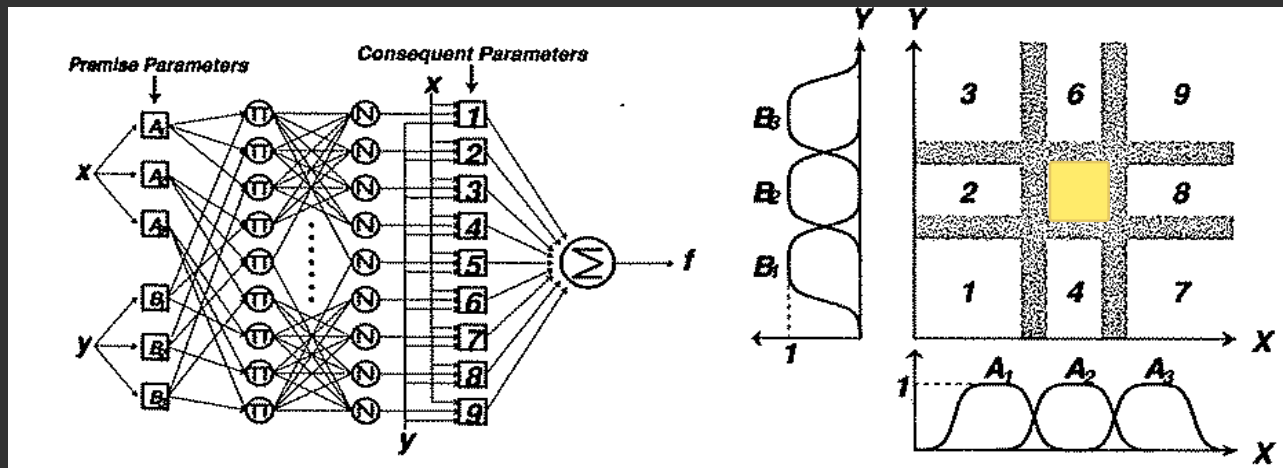 Premise Parameters
Consequent Parameters
x
A₁
A₂
A₃
B₁
B₂
B₃
x
y
Π
Π
Π
Π
Π
Π
Π
Π
Π
N
N
N
N
N
N
N
N
N
1
2
3
4
5
6
7
8
9
y
Σ
f
Y
B₃
B₂
B₁
1
Y
3
6
9
2
8
1
4
7
X
1
A₁
A₂
A₃
X